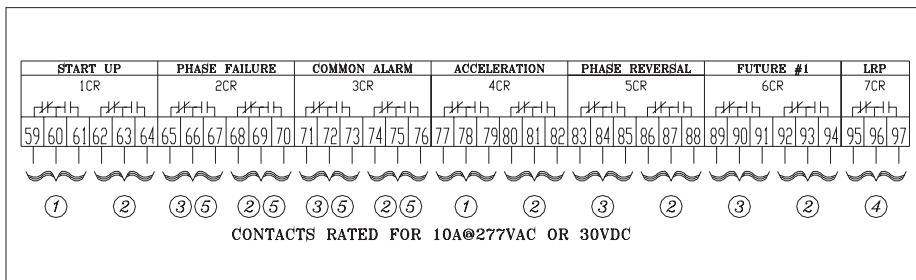 START UP PHASE FAILURE COMMON ALARM ACCELERATION PHASE REVERSAL FUTURE #1 LRP
1CR 2CR 3CR 4CR 5CR 6CR 7CR
59 60 61 62 63 64 65 66 67 68 69 70 71 72 73 74 75 76 77 78 79 80 81 82 83 84 85 86 87 88 89 90 91 92 93 94 95 96 97
1 2 3 5 2 5 3 5 2 5 1 2 3 2 3 2 4
CONTACTS RATED FOR 10A@277VAC OR 30VDC